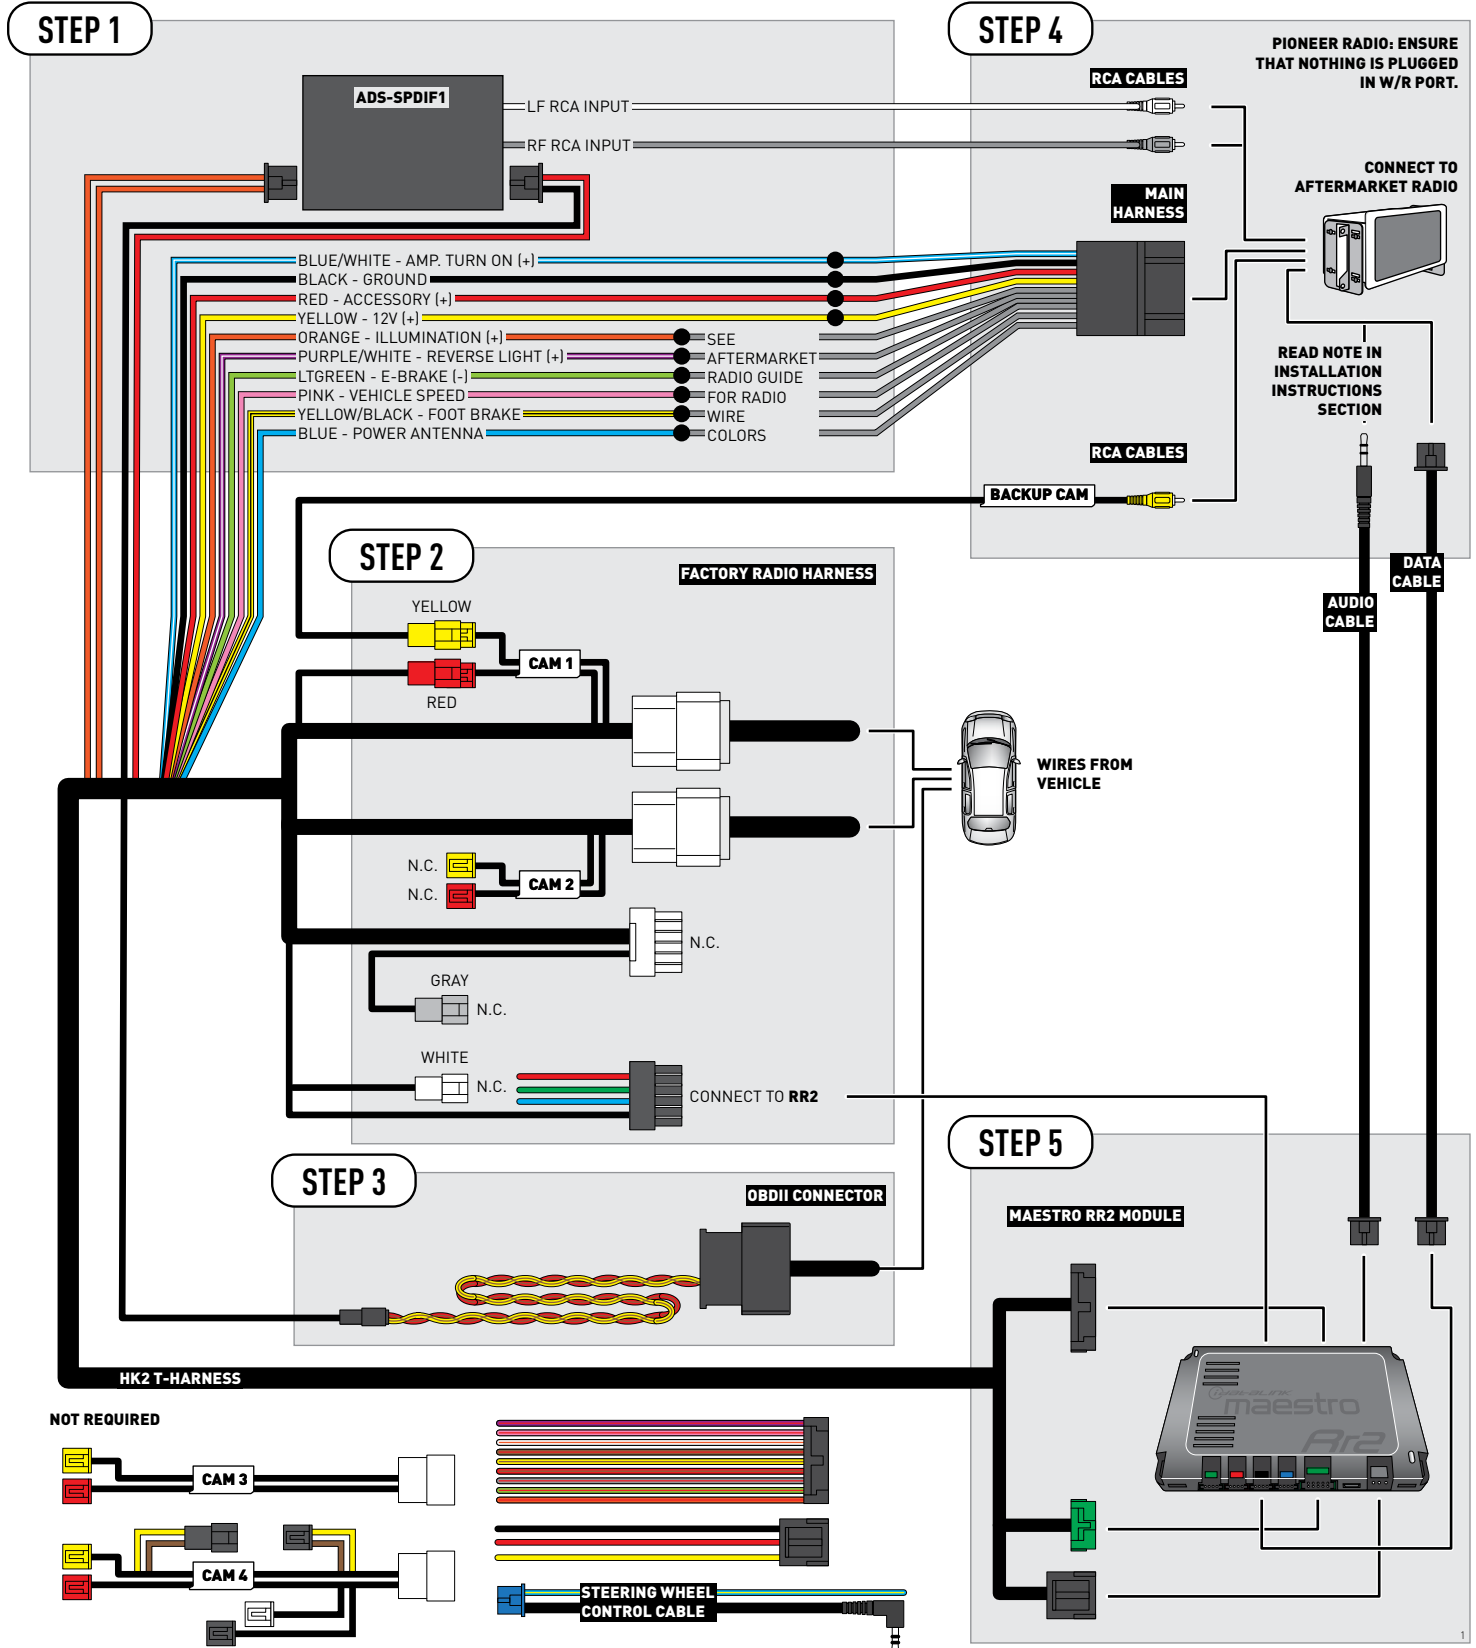 STEP 1
ADS-SPDIF1
LF RCA INPUT
RF RCA INPUT
BLUE/WHITE - AMP. TURN ON (+)
BLACK - GROUND
RED - ACCESSORY (+)
YELLOW - 12V (+)
ORANGE - ILLUMINATION (+)
PURPLE/WHITE - REVERSE LIGHT (+)
LTGREEN - E-BRAKE (-)
PINK - VEHICLE SPEED
YELLOW/BLACK - FOOT BRAKE
BLUE - POWER ANTENNA
SEE
AFTERMARKET
RADIO GUIDE
FOR RADIO
WIRE
COLORS
STEP 4
PIONEER RADIO: ENSURE
THAT NOTHING IS PLUGGED
IN W/R PORT.
RCA CABLES
CONNECT TO
AFTERMARKET RADIO
MAIN
HARNESS
READ NOTE IN
INSTALLATION
INSTRUCTIONS
SECTION
RCA CABLES
BACKUP CAM
DATA
CABLE
AUDIO
CABLE
STEP 2
FACTORY RADIO HARNESS
YELLOW
CAM 1
RED
WIRES FROM
VEHICLE
N.C.
N.C.
CAM 2
N.C.
GRAY
N.C.
WHITE
N.C.
CONNECT TO RR2
STEP 3
OBDII CONNECTOR
STEP 5
MAESTRO RR2 MODULE
maestro
Rr2
HK2 T-HARNESS
NOT REQUIRED
CAM 3
CAM 4
STEERING WHEEL
CONTROL CABLE
1